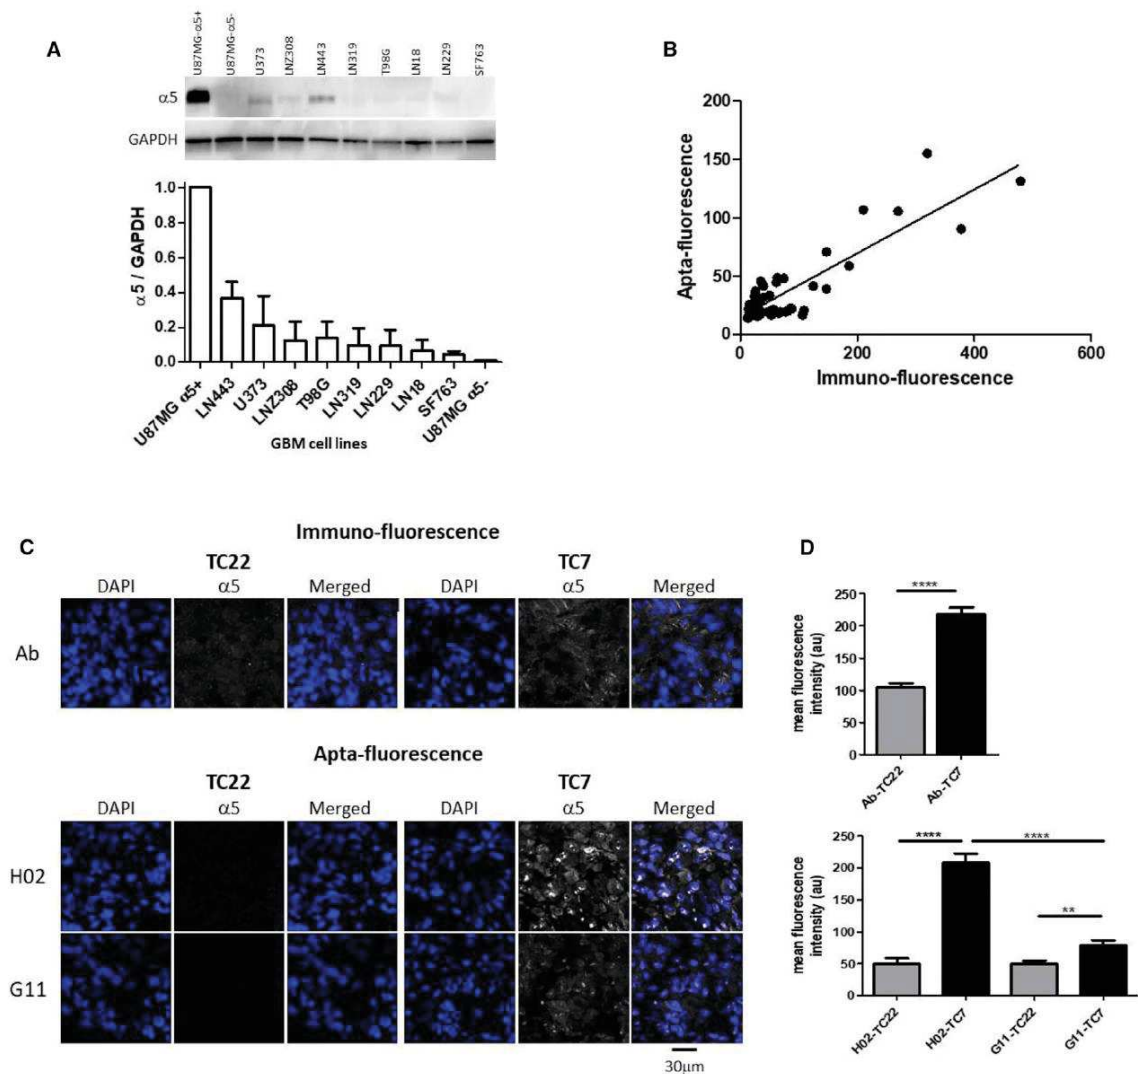 A
U87MG-α5+
U87MG-α5-
U373
LNZ308
LN443
LN319
T98G
LN18
LN229
SF763
α5
GAPDH
α5 / GAPDH
1.0
0.8
0.6
0.4
0.2
0.0
U87MG α5+
LN443
U373
LNZ308
T98G
LN319
LN229
LN18
SF763
U87MG α5-
GBM cell lines
B
Apta-fluorescence
200
150
100
50
0
0 200 400 600
Immuno-fluorescence
C
Immuno-fluorescence
TC22 TC7
DAPI α5 Merged DAPI α5 Merged
Ab
Apta-fluorescence
TC22 TC7
DAPI α5 Merged DAPI α5 Merged
H02
G11
30μm
D
mean fluorescence
intensity (au)
250
200
150
100
50
0
****
Ab-TC22
Ab-TC7
mean fluorescence
intensity (au)
250
200
150
100
50
0
**** ****
**
H02-TC22
H02-TC7
G11-TC22
G11-TC7